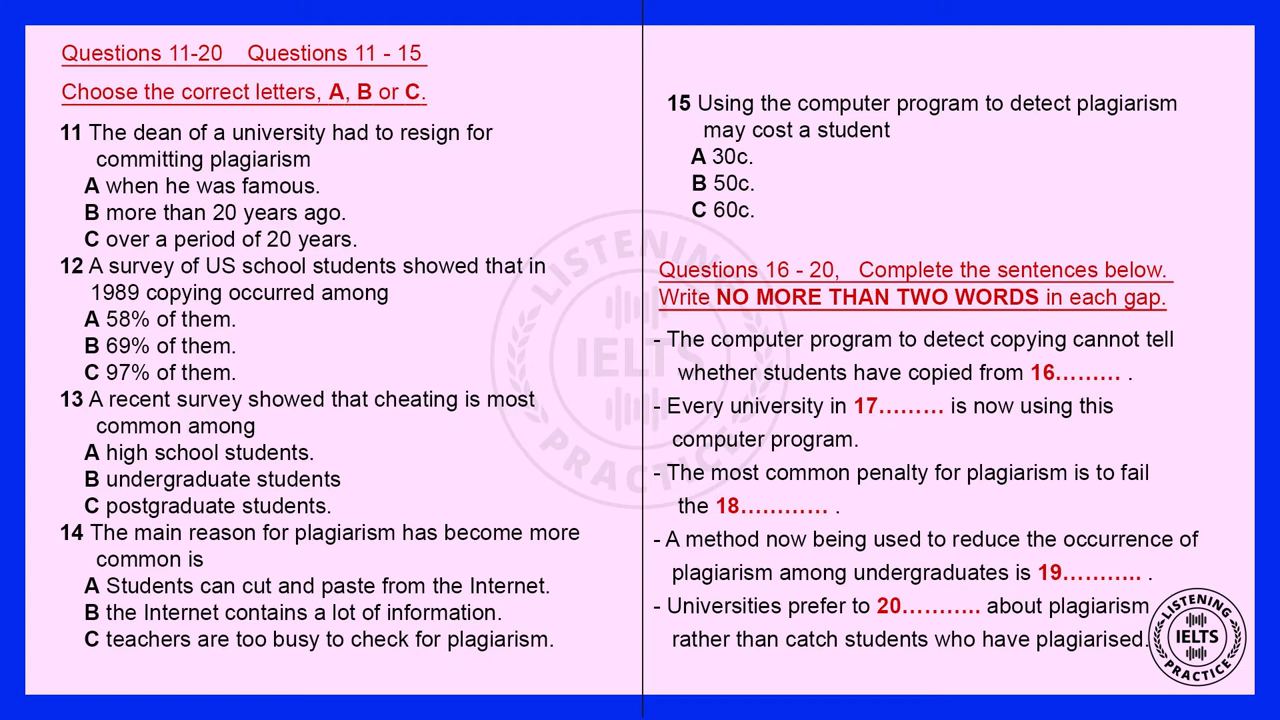 Questions 11-20 Questions 11 - 15
Choose the correct letters, A, B or C.
11 The dean of a university had to resign for
committing plagiarism
A when he was famous.
B more than 20 years ago.
C over a period of 20 years.
12 A survey of US school students showed that in
1989 copying occurred among
A 58% of them.
B 69% of them.
C 97% of them.
13 A recent survey showed that cheating is most
common among
A high school students.
B undergraduate students
C postgraduate students.
14 The main reason for plagiarism has become more
common is
A Students can cut and paste from the Internet.
B the Internet contains a lot of information.
C teachers are too busy to check for plagiarism.
15 Using the computer program to detect plagiarism
may cost a student
A 30c.
B 50c.
C 60c.
Questions 16 - 20, Complete the sentences below.
Write NO MORE THAN TWO WORDS in each gap.
- The computer program to detect copying cannot tell
whether students have copied from 16……… .
- Every university in 17……… is now using this
computer program.
- The most common penalty for plagiarism is to fail
the 18………… .
- A method now being used to reduce the occurrence of
plagiarism among undergraduates is 19……….. .
- Universities prefer to 20……….. about plagiarism
rather than catch students who have plagiarised.
LISTENING
IELTS
PRACTICE
LISTENING
IELTS
PRACTICE